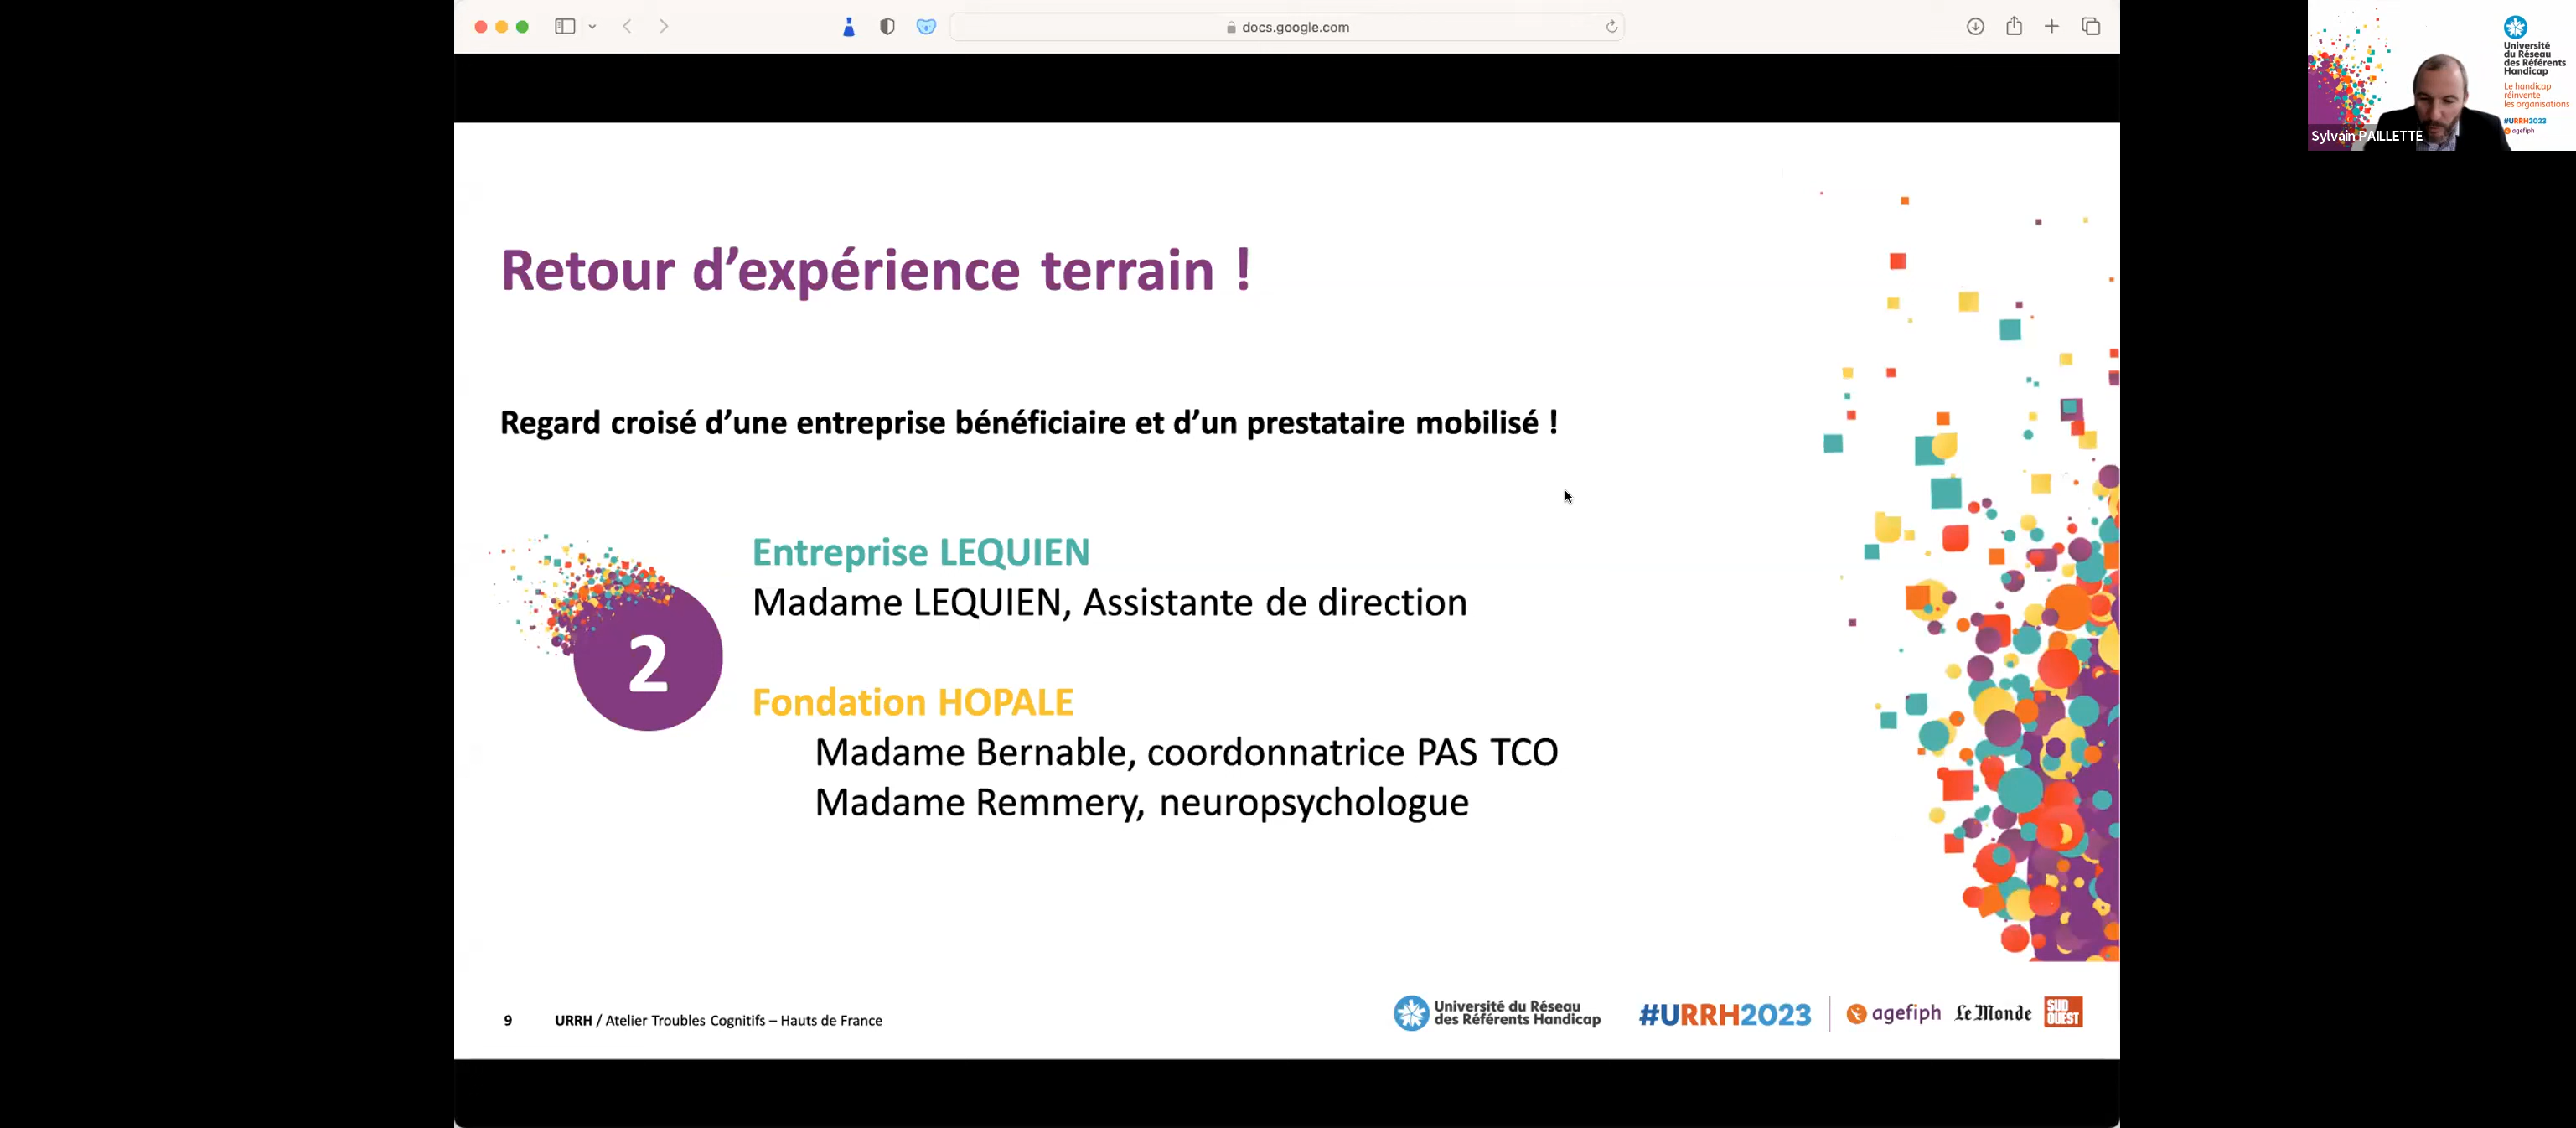 docs.google.com
Université
du Réseau
des Référents
Handicap
Le handicap
réinvente
les organisations
#URRH2023
agefiph
Sylvain PAILLETTE
Retour d’expérience terrain !
Regard croisé d’une entreprise bénéficiaire et d’un prestataire mobilisé !
2
Entreprise LEQUIEN
Madame LEQUIEN, Assistante de direction
Fondation HOPALE
Madame Bernable, coordonnatrice PAS TCO
Madame Remmery, neuropsychologue
9 URRH / Atelier Troubles Cognitifs – Hauts de France
Université du Réseau
des Référents Handicap
#URRH2023
agefiph
Le Monde
SUD
OUEST